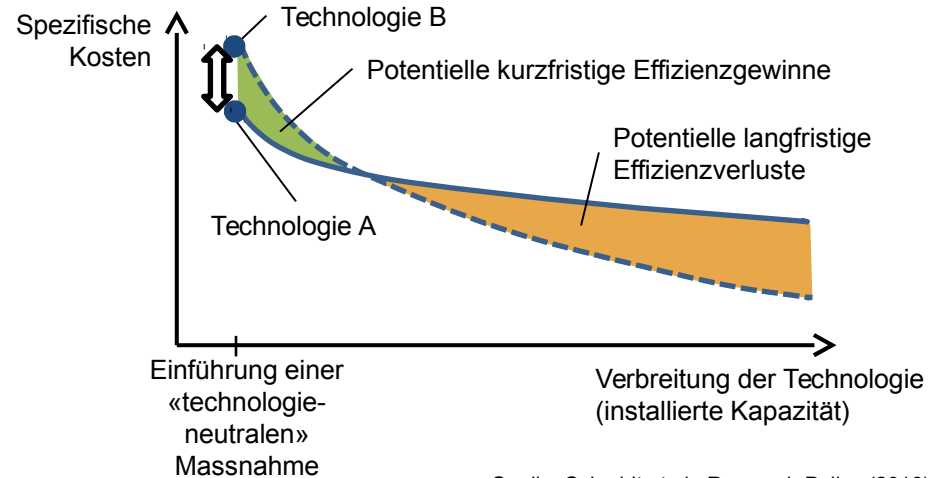 Spezifische
Kosten
Technologie B
Potentielle kurzfristige Effizienzgewinne
Potentielle langfristige
Effizienzverluste
Technologie A
Einführung einer
«technologie-
neutralen»
Massnahme
Verbreitung der Technologie
(installierte Kapazität)